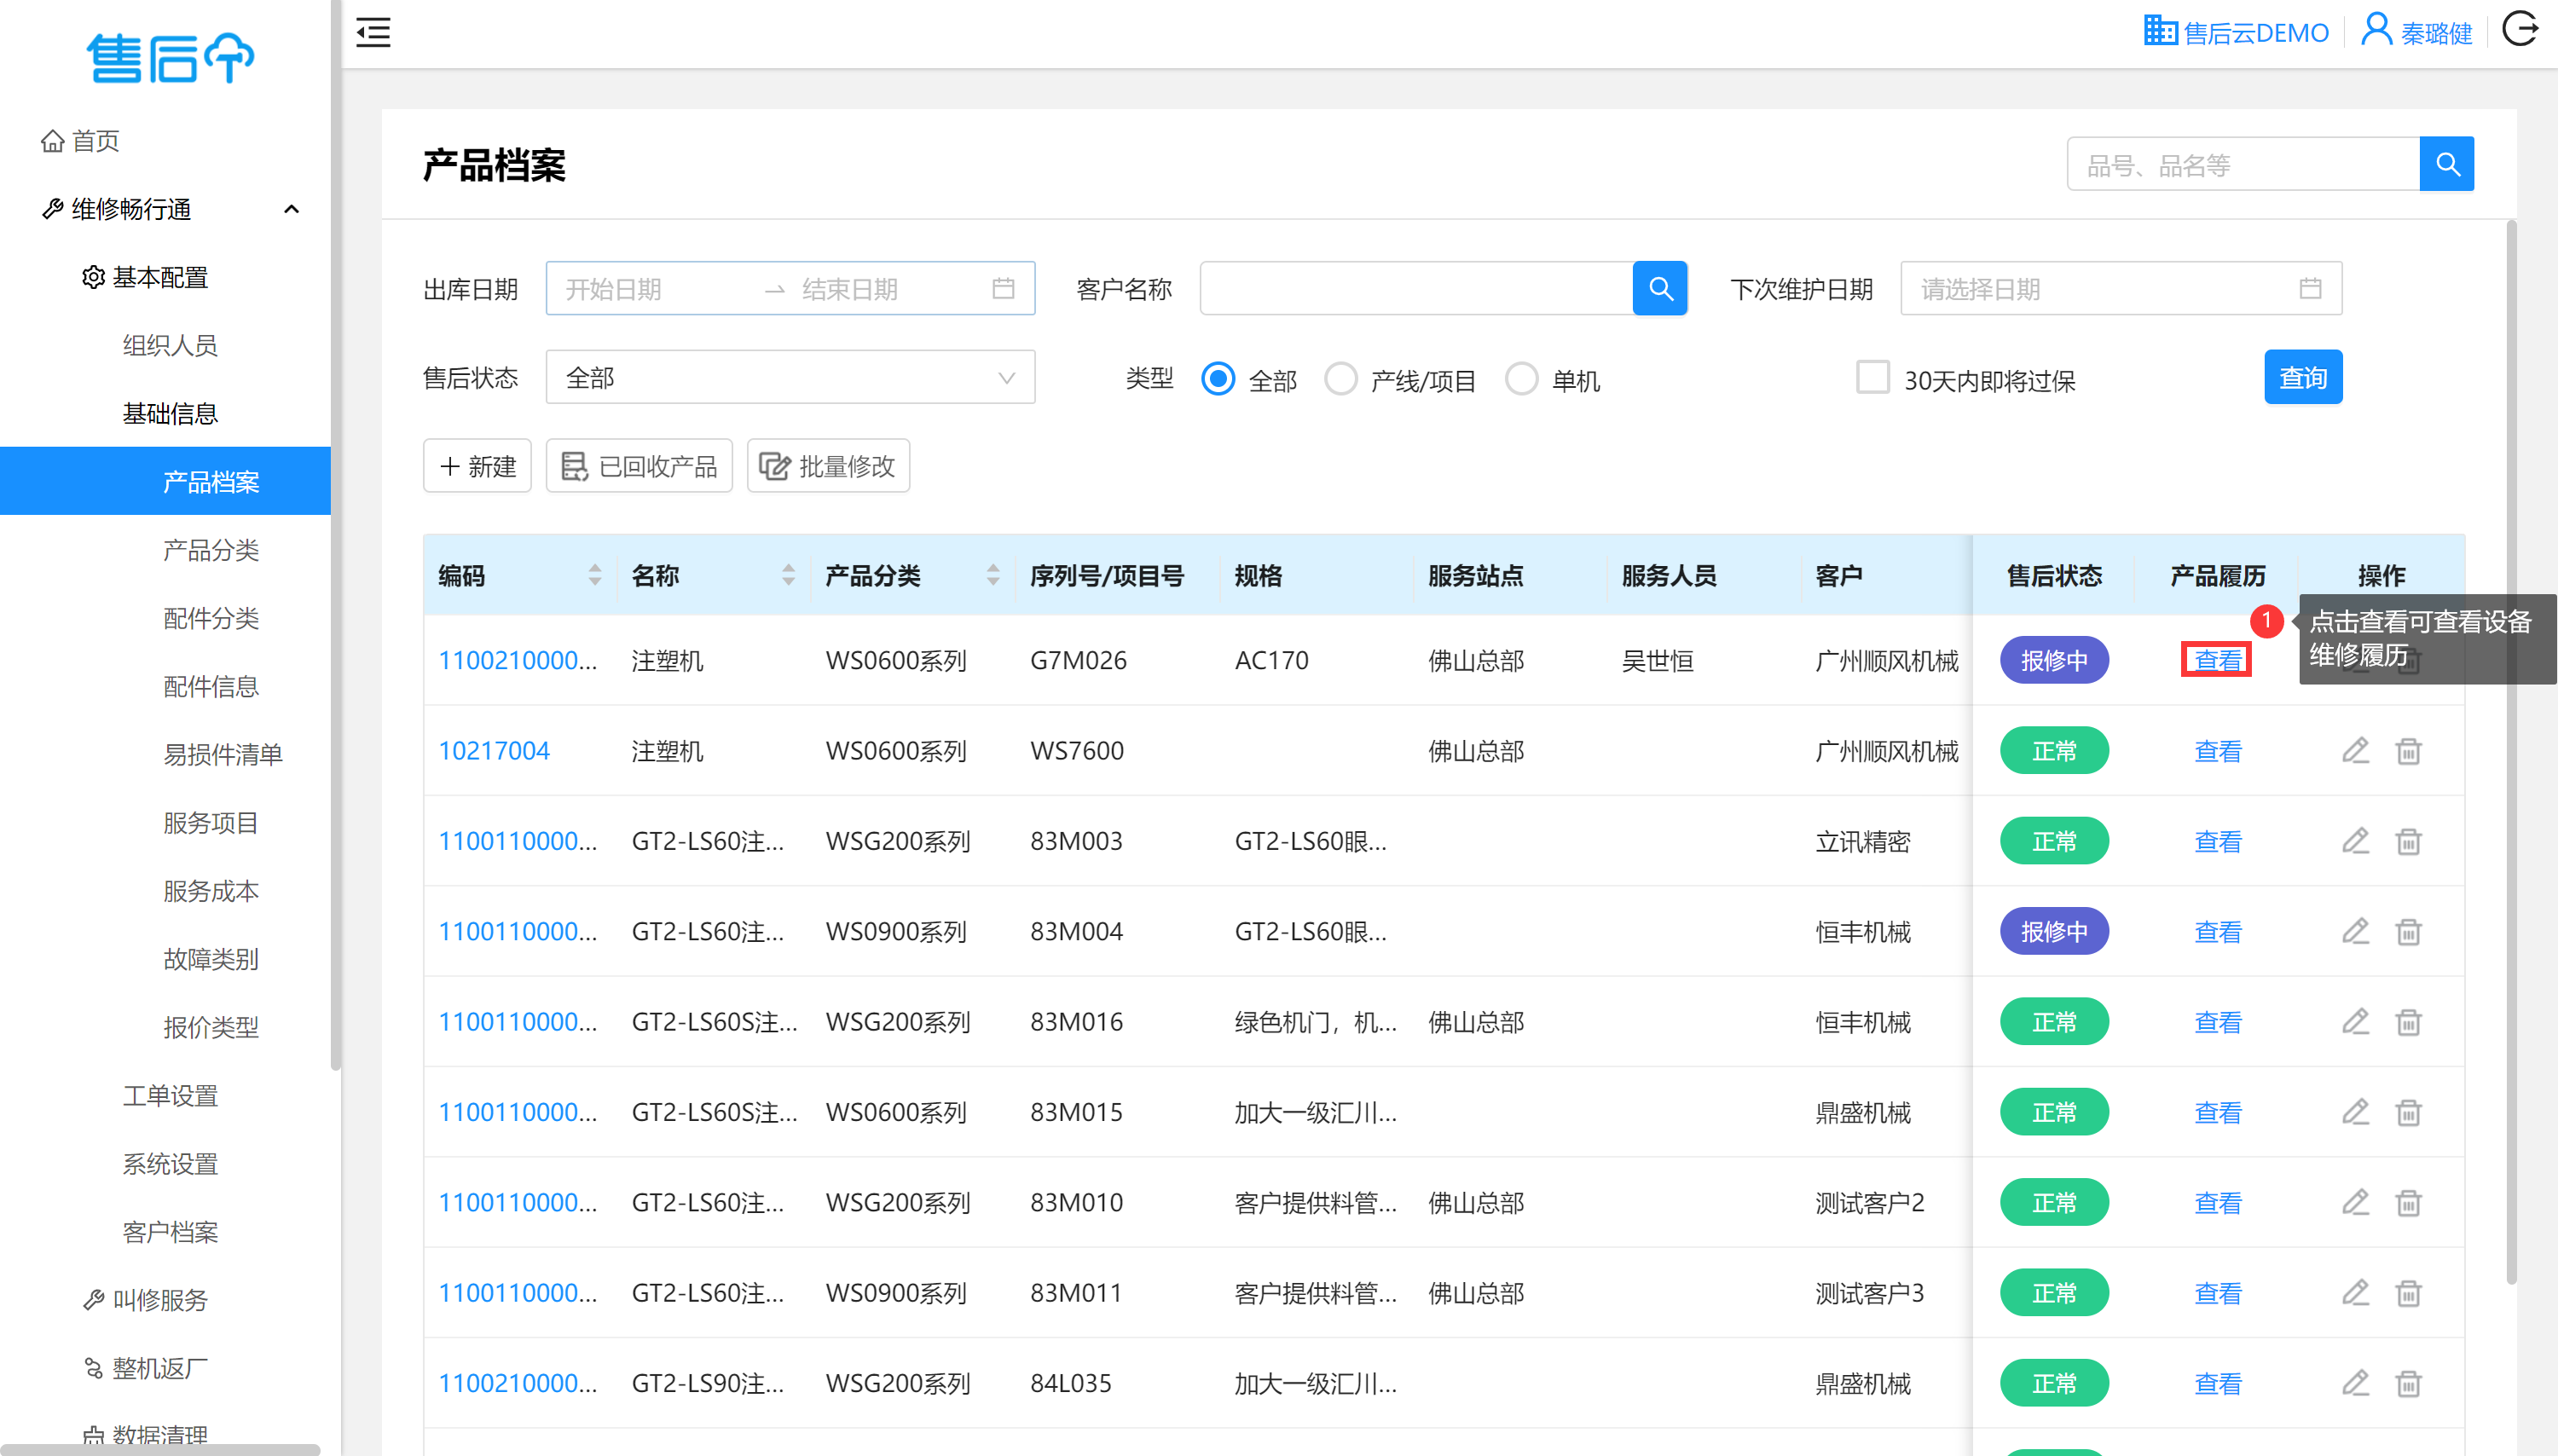 售后
售后云DEMO
秦璐健
首页
维修畅行通
基本配置
组织人员
基础信息
产品档案
产品分类
配件分类
配件信息
易损件清单
服务项目
服务成本
故障类别
报价类型
工单设置
系统设置
客户档案
叫修服务
整机返厂
数据清理
产品档案
品号、品名等
出库日期 开始日期 结束日期 客户名称 下次维护日期 请选择日期
售后状态 全部 类型 全部 产线/项目 单机 30天内即将过保 查询
新建 已回收产品 批量修改
编码 名称 产品分类 序列号/项目号 规格 服务站点 服务人员 客户 售后状态 产品履历 操作
1 点击查看可查看设备
维修履历
1100210000... 注塑机 WS0600系列 G7M026 AC170 佛山总部 吴世恒 广州顺风机械 报修中 查看
10217004 注塑机 WS0600系列 WS7600 佛山总部 广州顺风机械 正常 查看
1100110000... GT2-LS60注... WSG200系列 83M003 GT2-LS60眼... 立讯精密 正常 查看
1100110000... GT2-LS60注... WS0900系列 83M004 GT2-LS60眼... 恒丰机械 报修中 查看
1100110000... GT2-LS60S注... WSG200系列 83M016 绿色机门，机... 佛山总部 恒丰机械 正常 查看
1100110000... GT2-LS60S注... WS0600系列 83M015 加大一级汇川... 鼎盛机械 正常 查看
1100110000... GT2-LS60注... WSG200系列 83M010 客户提供料管... 佛山总部 测试客户2 正常 查看
1100110000... GT2-LS60注... WS0900系列 83M011 客户提供料管... 佛山总部 测试客户3 正常 查看
1100210000... GT2-LS90注... WSG200系列 84L035 加大一级汇川... 鼎盛机械 正常 查看